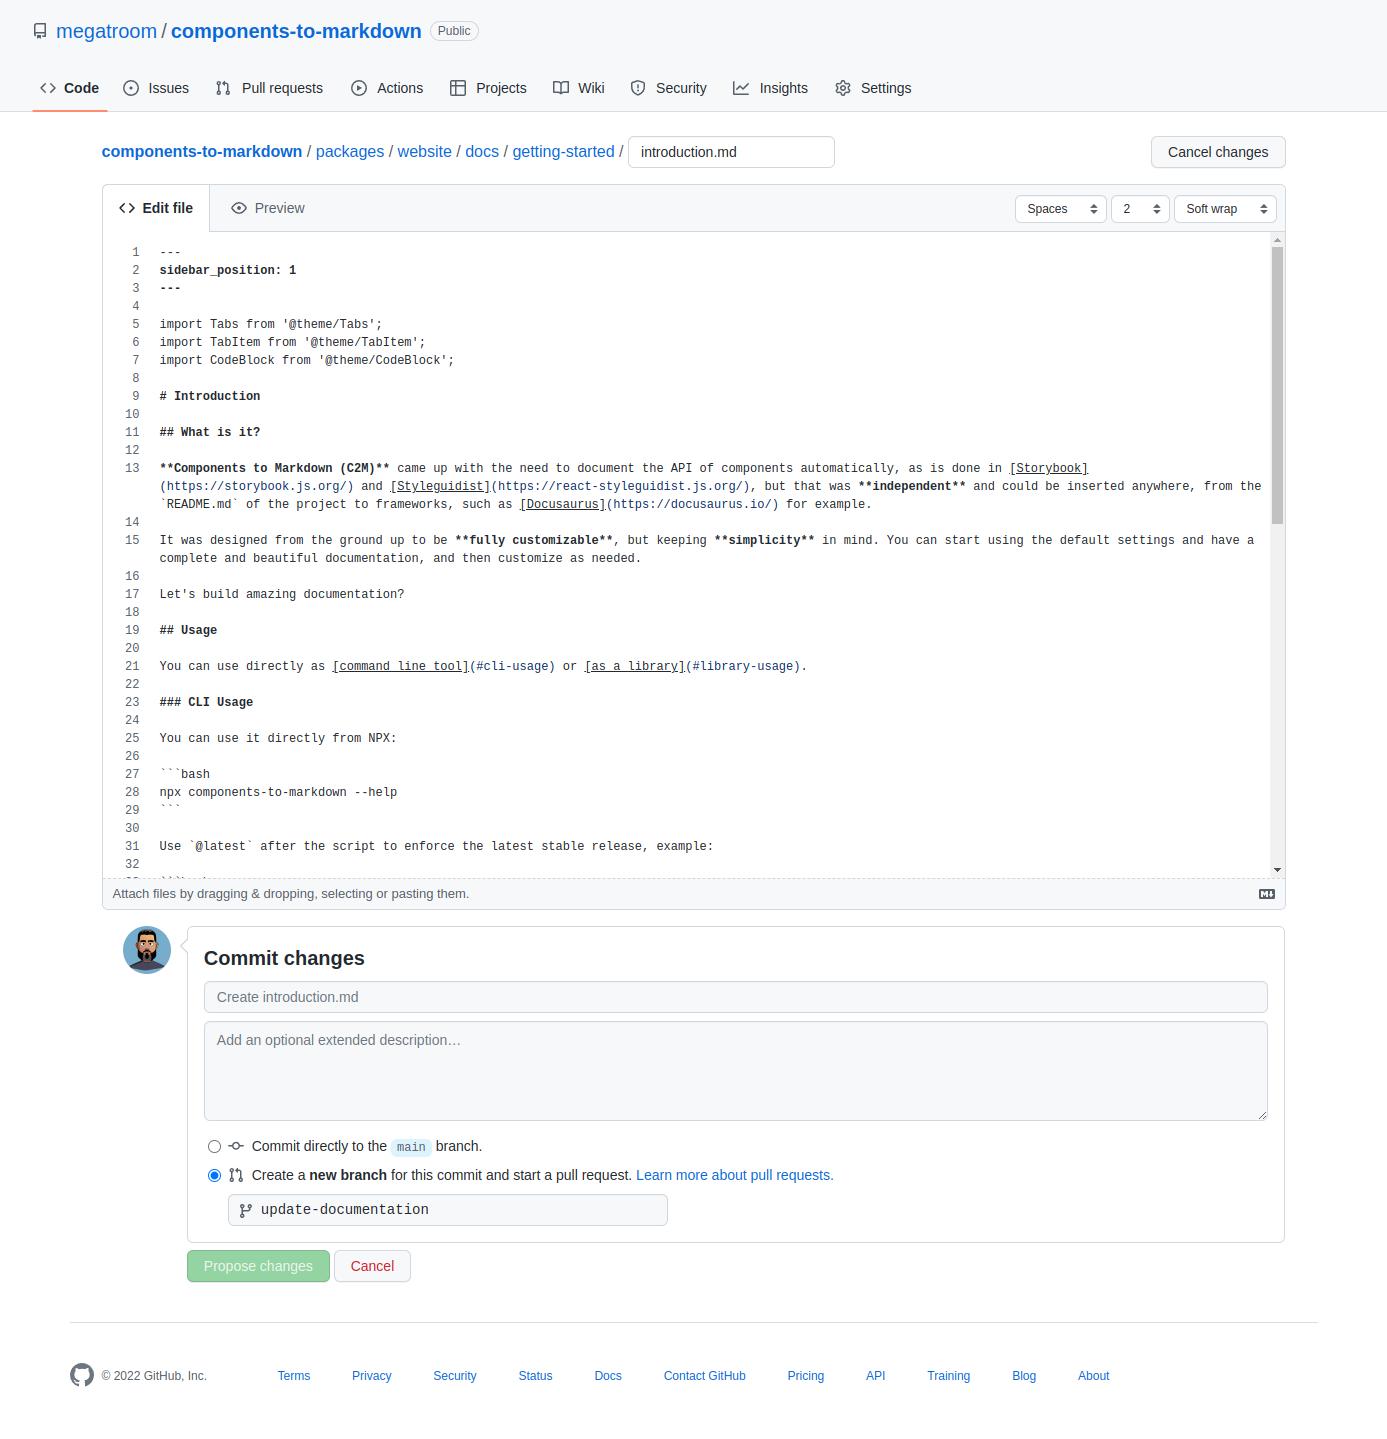 megatroom / components-to-markdown Public
Code Issues Pull requests Actions Projects Wiki Security Insights Settings
components-to-markdown / packages / website / docs / getting-started / introduction.md Cancel changes
Edit file Preview Spaces 2 Soft wrap
1 ---
2 sidebar_position: 1
3 ---
4
5 import Tabs from '@theme/Tabs';
6 import TabItem from '@theme/TabItem';
7 import CodeBlock from '@theme/CodeBlock';
8
9 # Introduction
10
11 ## What is it?
12
13 **Components to Markdown (C2M)** came up with the need to document the API of components automatically, as is done in [Storybook]
(https://storybook.js.org/) and [Styleguidist](https://react-styleguidist.js.org/), but that was **independent** and could be inserted anywhere, from the
`README.md` of the project to frameworks, such as [Docusaurus](https://docusaurus.io/) for example.
14
15 It was designed from the ground up to be **fully customizable**, but keeping **simplicity** in mind. You can start using the default settings and have a
complete and beautiful documentation, and then customize as needed.
16
17 Let's build amazing documentation?
18
19 ## Usage
20
21 You can use directly as [command line tool](#cli-usage) or [as a library](#library-usage).
22
23 ### CLI Usage
24
25 You can use it directly from NPX:
26
27 ```bash
28 npx components-to-markdown --help
29 ```
30
31 Use `@latest` after the script to enforce the latest stable release, example:
32
Attach files by dragging & dropping, selecting or pasting them.
Commit changes
Create introduction.md
Add an optional extended description…
Commit directly to the main branch.
Create a new branch for this commit and start a pull request. Learn more about pull requests.
update-documentation
Propose changes Cancel
© 2022 GitHub, Inc. Terms Privacy Security Status Docs Contact GitHub Pricing API Training Blog About